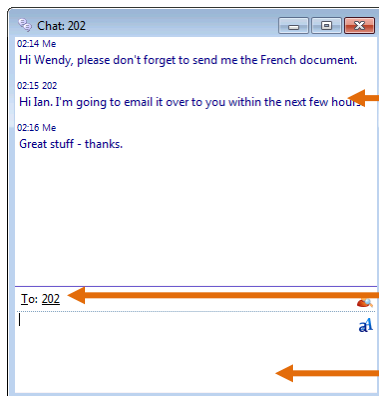 Chat: 202
02:14 Me
Hi Wendy, please don't forget to send me the French document.
02:15 202
Hi Ian. I'm going to email it over to you within the next few hours.
02:16 Me
Great stuff - thanks.
To: 202
aA